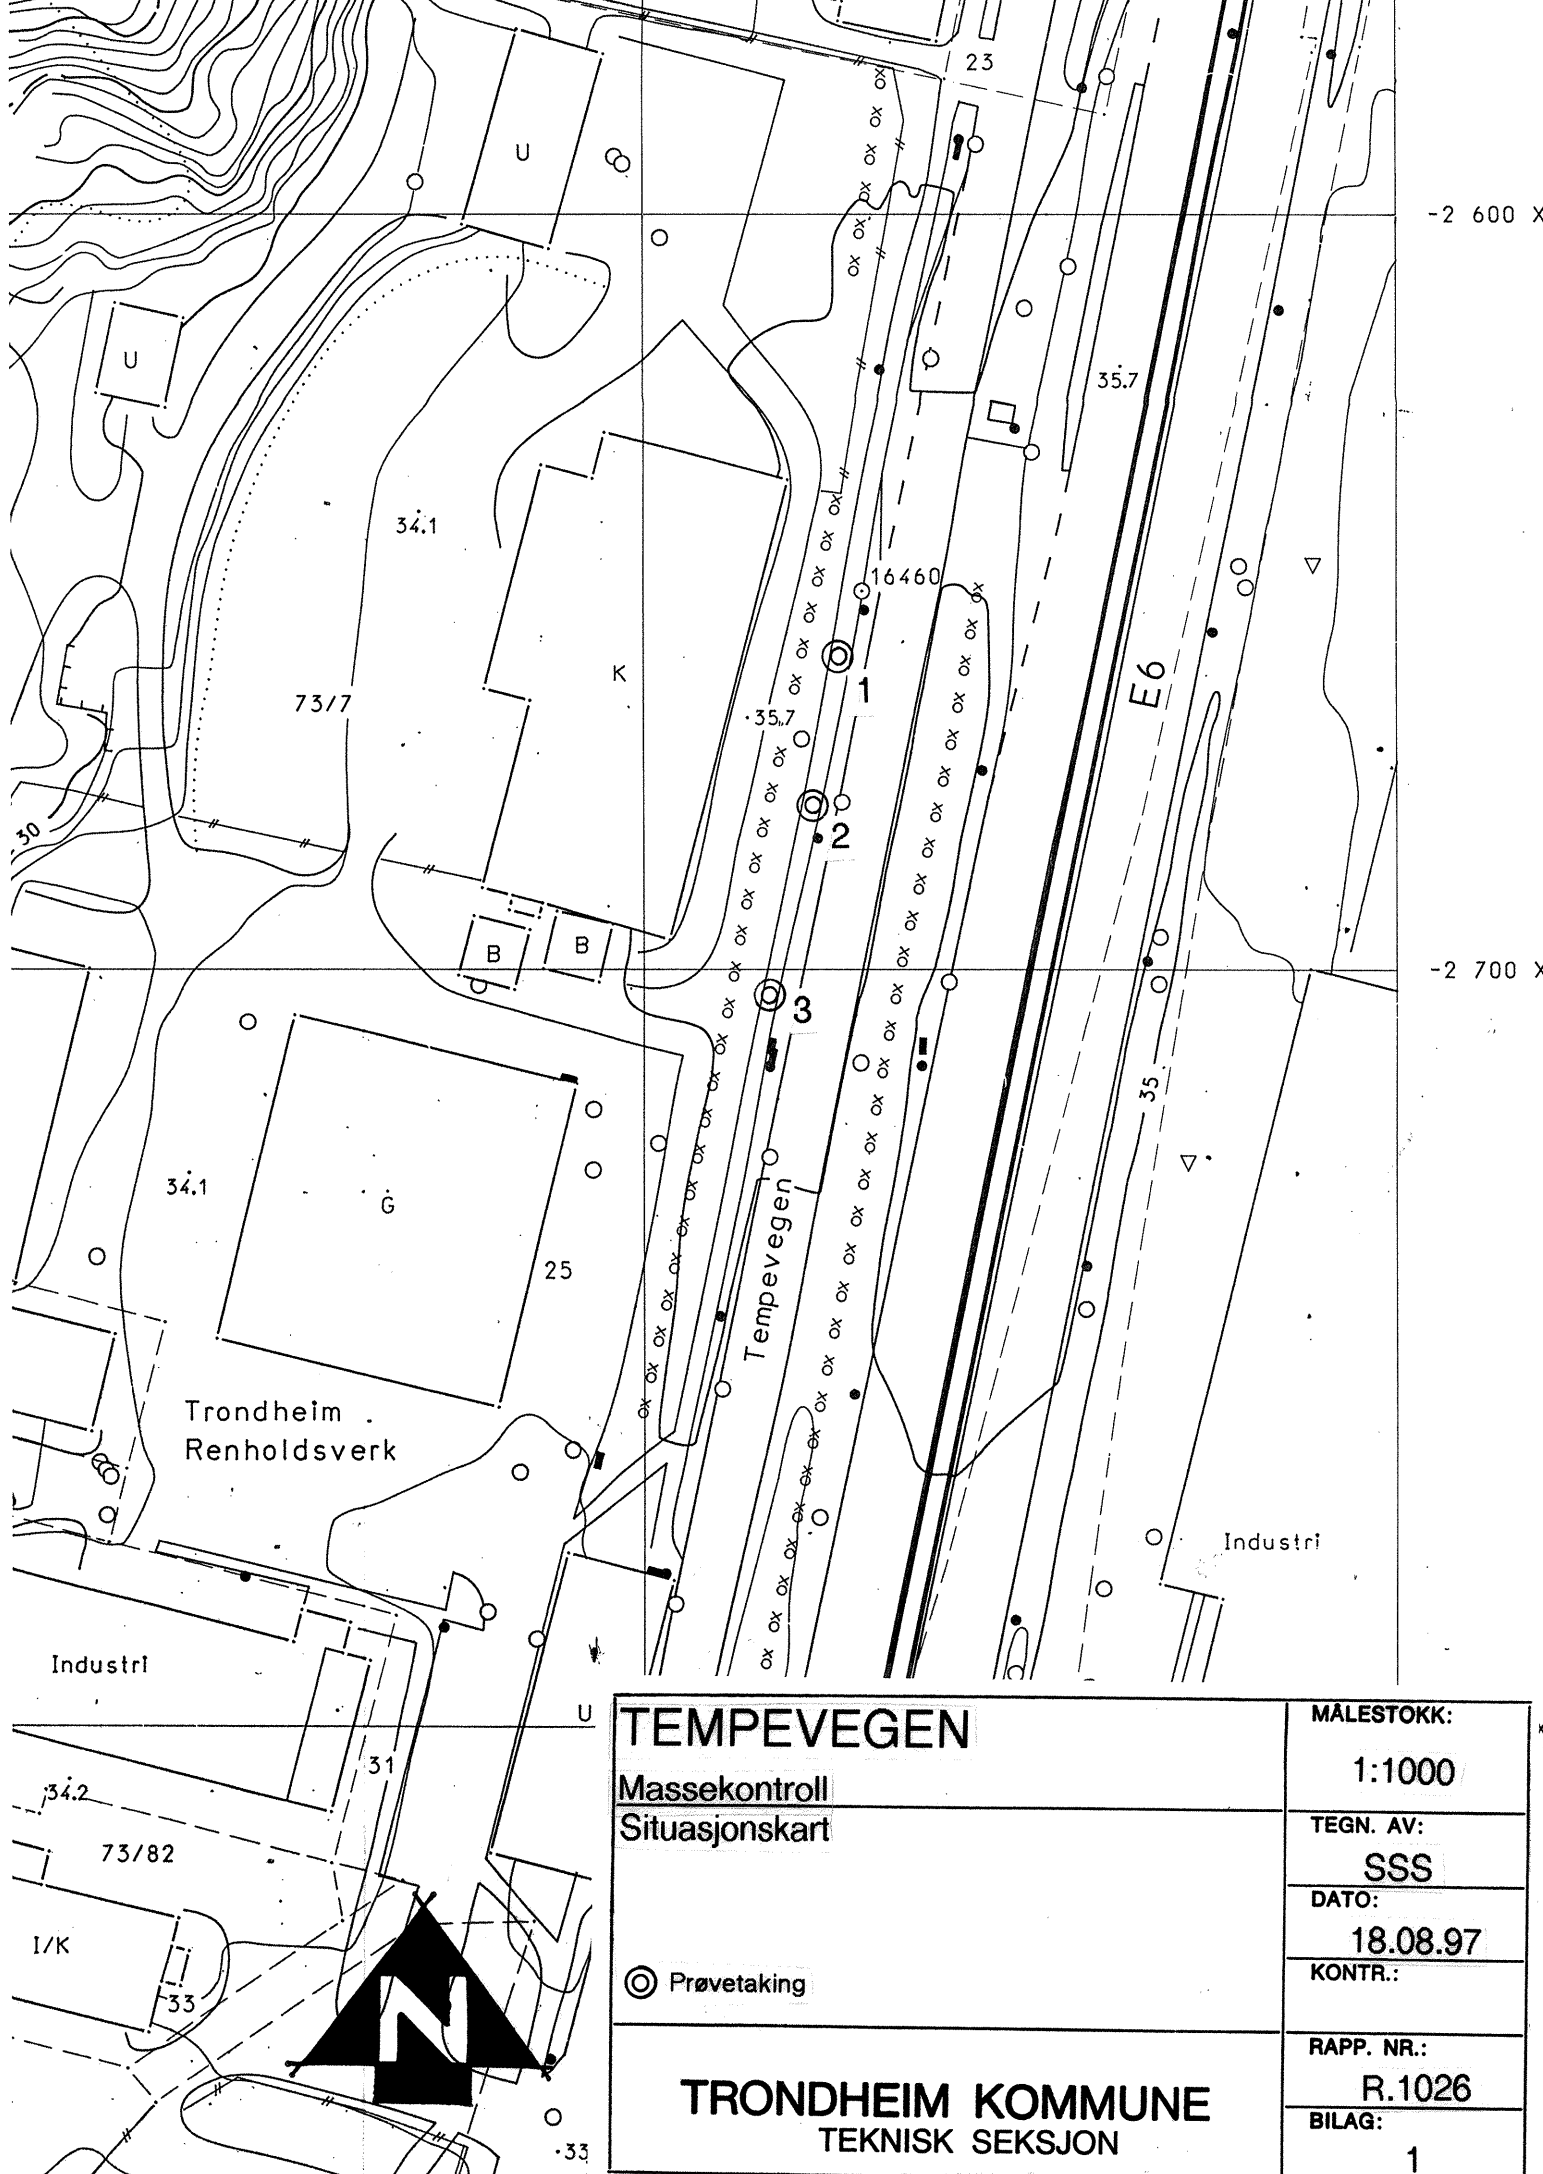 23
U
-2 600 X
U
35.7
34.1
16460
K
E6
1
73/7
35.7
30
2
B
B
-2 700 X
3
35
34.1
G
25
Tempevegen
Trondheim
Renholdsverk
Industri
Industri
U
31
34.2
73/82
I/K
33
N
33
TEMPEVEGEN
Massekontroll
Situasjonskart
Prøvetaking
TRONDHEIM KOMMUNE
TEKNISK SEKSJON
MÅLESTOKK:
1:1000
TEGN. AV:
SSS
DATO:
18.08.97
KONTR.:
RAPP. NR.:
R.1026
BILAG:
1